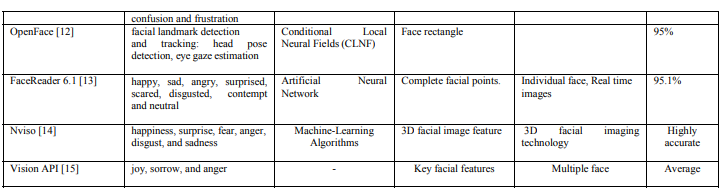 confusion and frustration
OpenFace [12] facial landmark detection Conditional Local Face rectangle 95%
and tracking: head pose Neural Fields (CLNF)
detection, eye gaze estimation
FaceReader 6.1 [13] happy, sad, angry, surprised, Artificial Neural Complete facial points. Individual face, Real time 95.1%
scared, disgusted, contempt Network images
and neutral
Nviso [14] happiness, surprise, fear, anger, Machine-Learning 3D facial image feature 3D facial imaging Highly
disgust, and sadness Algorithms technology accurate
Vision API [15] joy, sorrow, and anger - Key facial features Multiple face Average